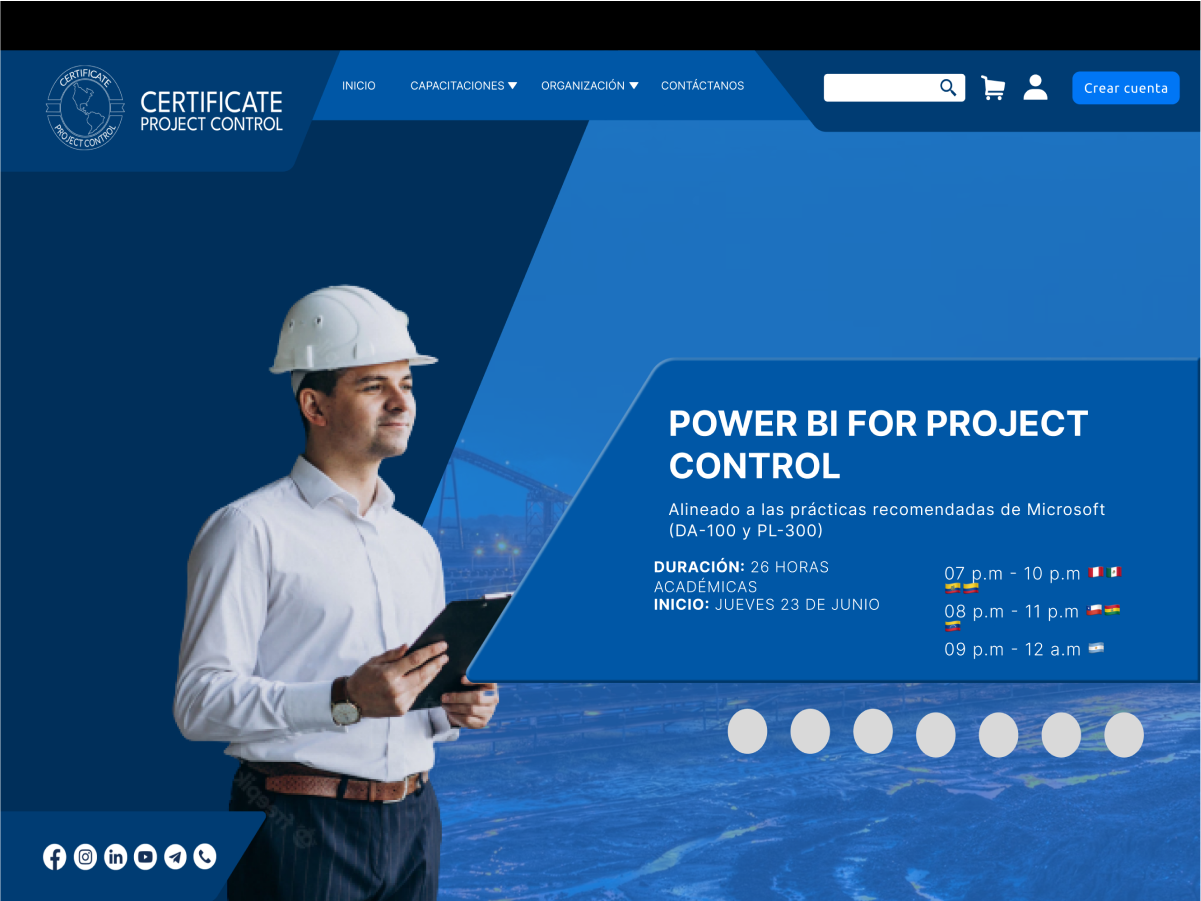 CERTIFICATE
PROJECT CONTROL
CERTIFICATE
PROJECT CONTROL
INICIO
CAPACITACIONES
ORGANIZACIÓN
CONTÁCTANOS
Crear cuenta
POWER BI FOR PROJECT
CONTROL
Alineado a las prácticas recomendadas de Microsoft
(DA-100 y PL-300)
DURACIÓN: 26 HORAS
ACADÉMICAS
INICIO: JUEVES 23 DE JUNIO
07 p.m - 10 p.m
08 p.m - 11 p.m
09 p.m - 12 a.m
in
freepik